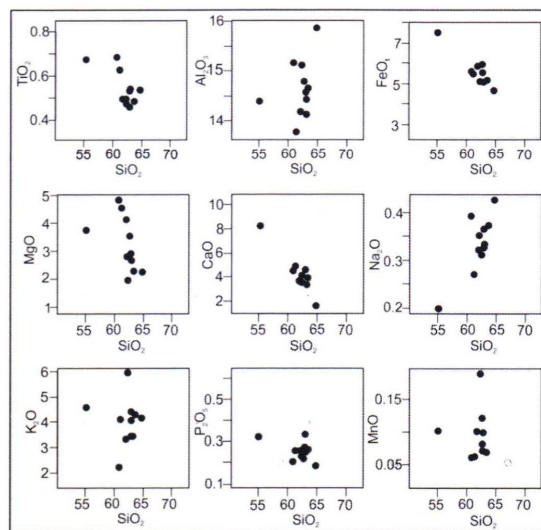 TiO2
0.8
0.6
0.4
55 60 65 70
SiO2
Al2O3
16
15
14
55 60 65 70
SiO2
FeOt
7
5
3
55 60 65 70
SiO2
MgO
5
4
3
2
1
55 60 65 70
SiO2
CaO
10
8
6
4
2
55 60 65 70
SiO2
Na2O
0.4
0.3
0.2
55 60 65 70
SiO2
K2O
6
5
4
3
2
55 60 65 70
SiO2
P2O5
0.5
0.3
0.1
55 60 65 70
SiO2
MnO
0.15
0.05
55 60 65 70
SiO2